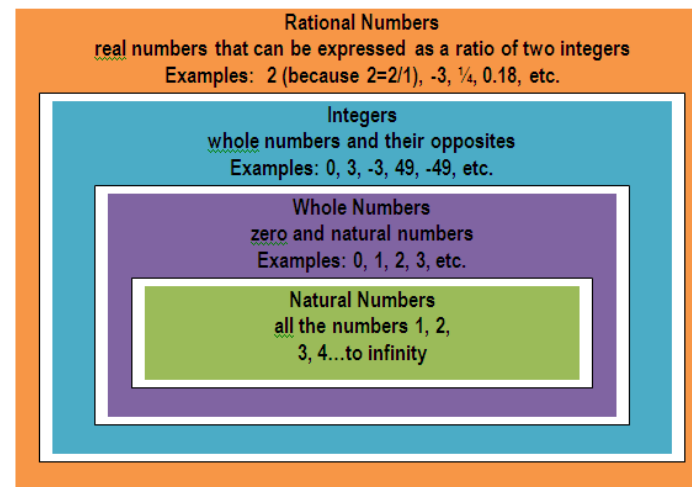 Rational Numbers
real numbers that can be expressed as a ratio of two integers
Examples: 2 (because 2=2/1), -3, ¼, 0.18, etc.
Integers
whole numbers and their opposites
Examples: 0, 3, -3, 49, -49, etc.
Whole Numbers
zero and natural numbers
Examples: 0, 1, 2, 3, etc.
Natural Numbers
all the numbers 1, 2,
3, 4...to infinity